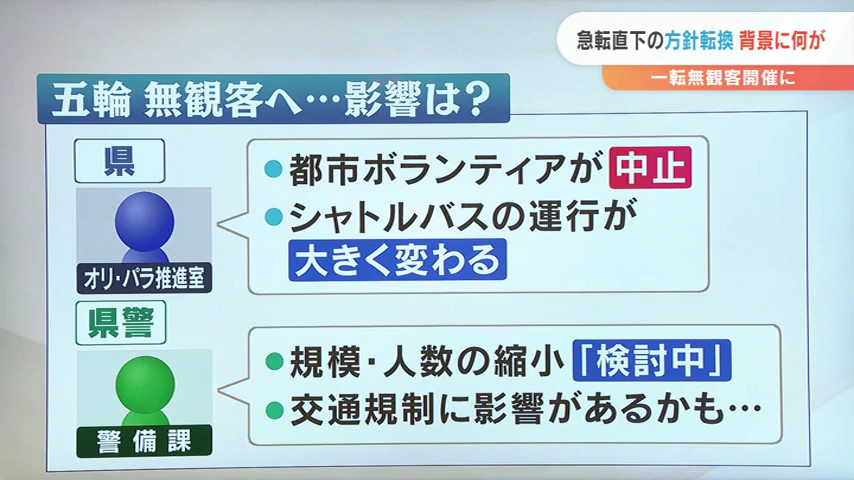 急転直下の方針転換 背景に何が
一転無観客開催に
五輪 無観客へ…影響は?
県
オリ・パラ推進室
●都市ボランティアが 中止
●シャトルバスの運行が
大きく変わる
県警
警備課
●規模・人数の縮小「検討中」
●交通規制に影響があるかも…